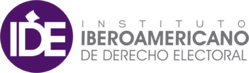 IDE
INSTITUTO
IBEROAMERICANO
DE DERECHO ELECTORAL